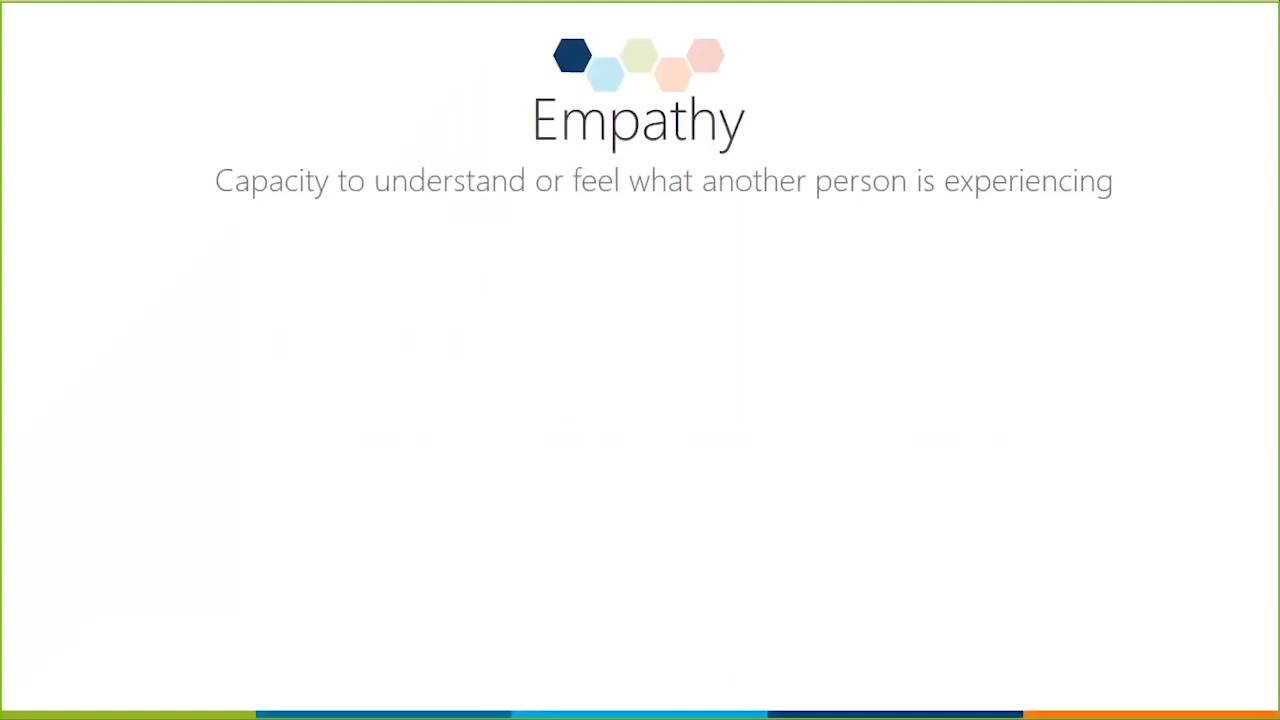 Empathy
Capacity to understand or feel what another person is experiencing